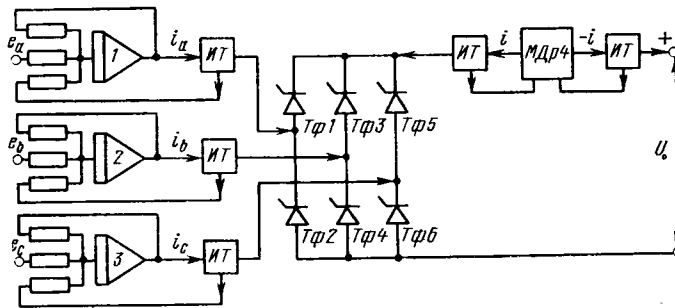 e_a 1 i_a ИТ
e_b 2 i_b ИТ
e_c 3 i_c ИТ
ИТ i МДр4 -i ИТ +
Тф1 Тф3 Тф5
Тф2 Тф4 Тф6
U_0
-